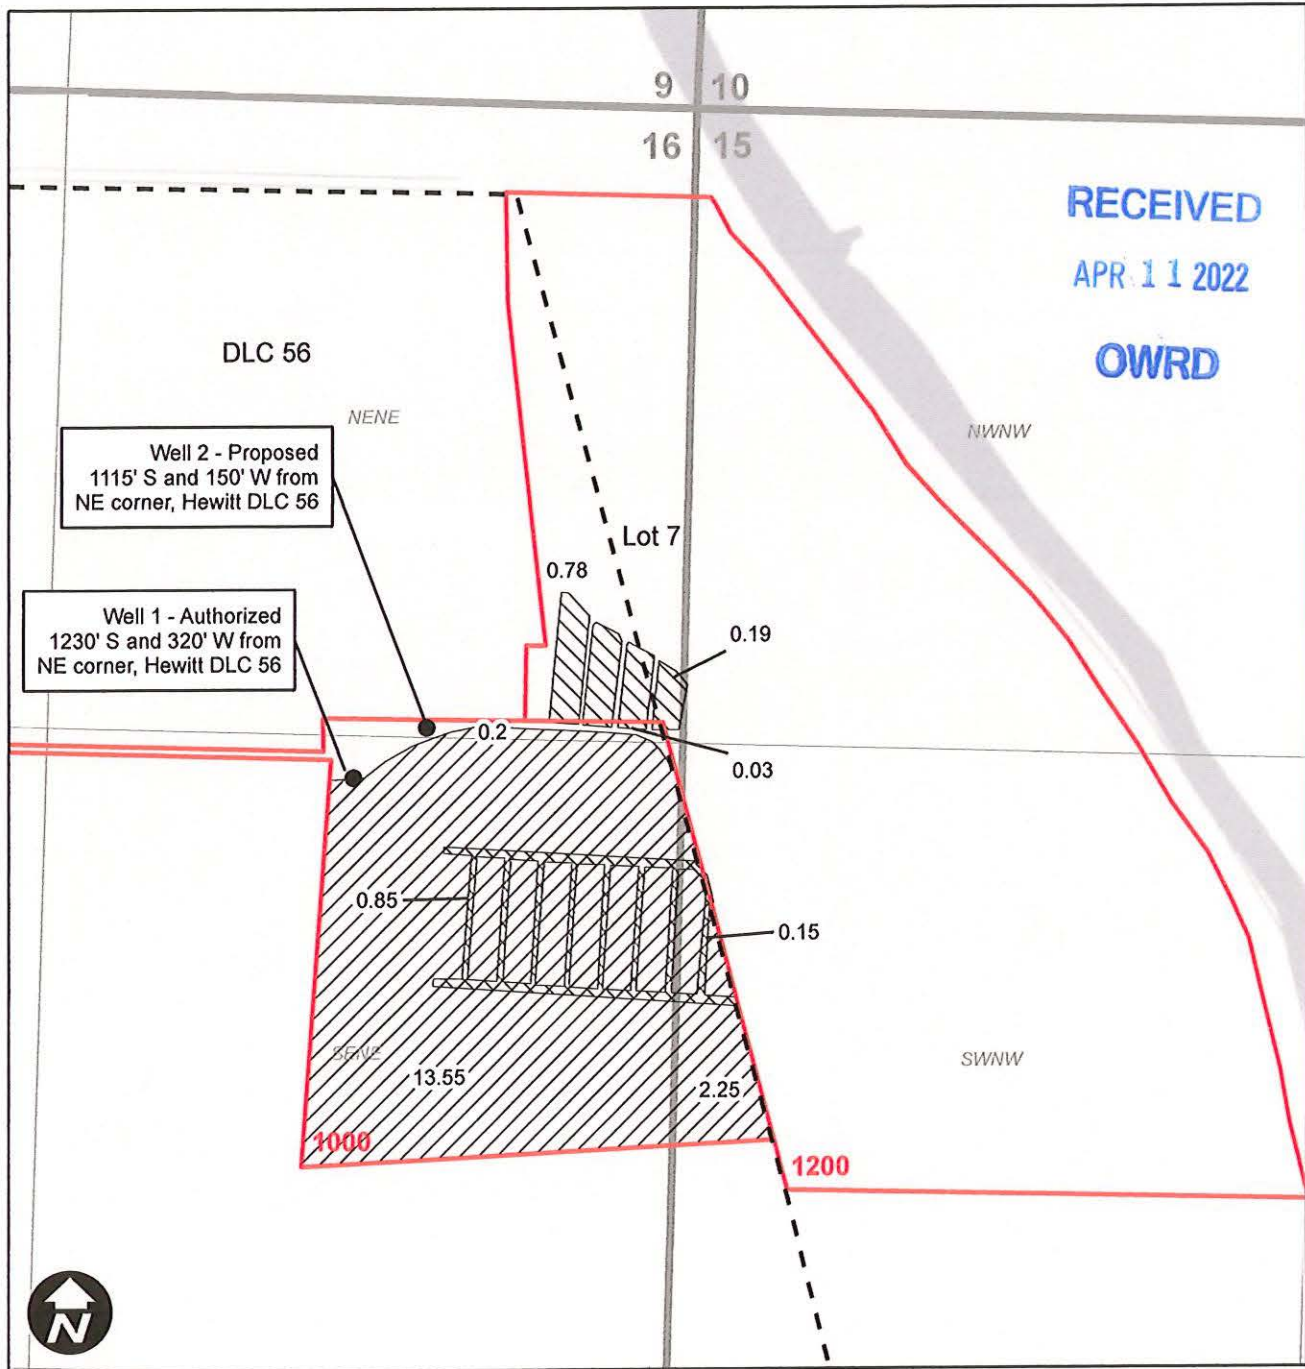 9 10
16 15
RECEIVED
APR 11 2022
OWRD
DLC 56
NENE
NWNW
Well 2 - Proposed
1115' S and 150' W from
NE corner, Hewitt DLC 56
Lot 7
0.78
Well 1 - Authorized
1230' S and 320' W from
NE corner, Hewitt DLC 56
0.19
0.2
0.03
0.85
0.15
SENE
SWNW
13.55
2.25
1000
1200
N